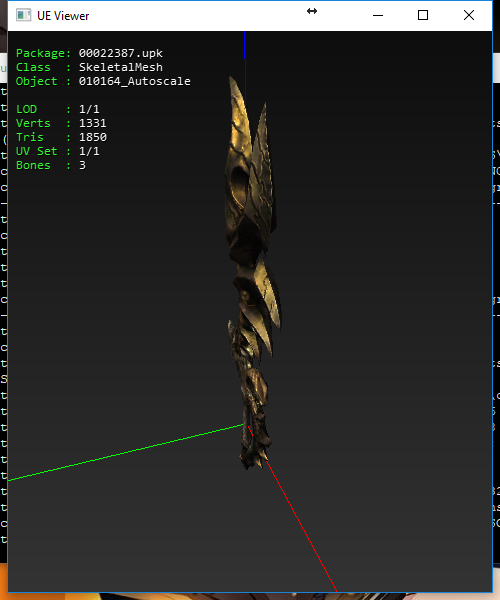 UE Viewer
Package: 00022387.upk
Class : SkeletalMesh
Object : 010164_Autoscale
LOD : 1/1
Verts : 1331
Tris : 1850
UV Set : 1/1
Bones : 3